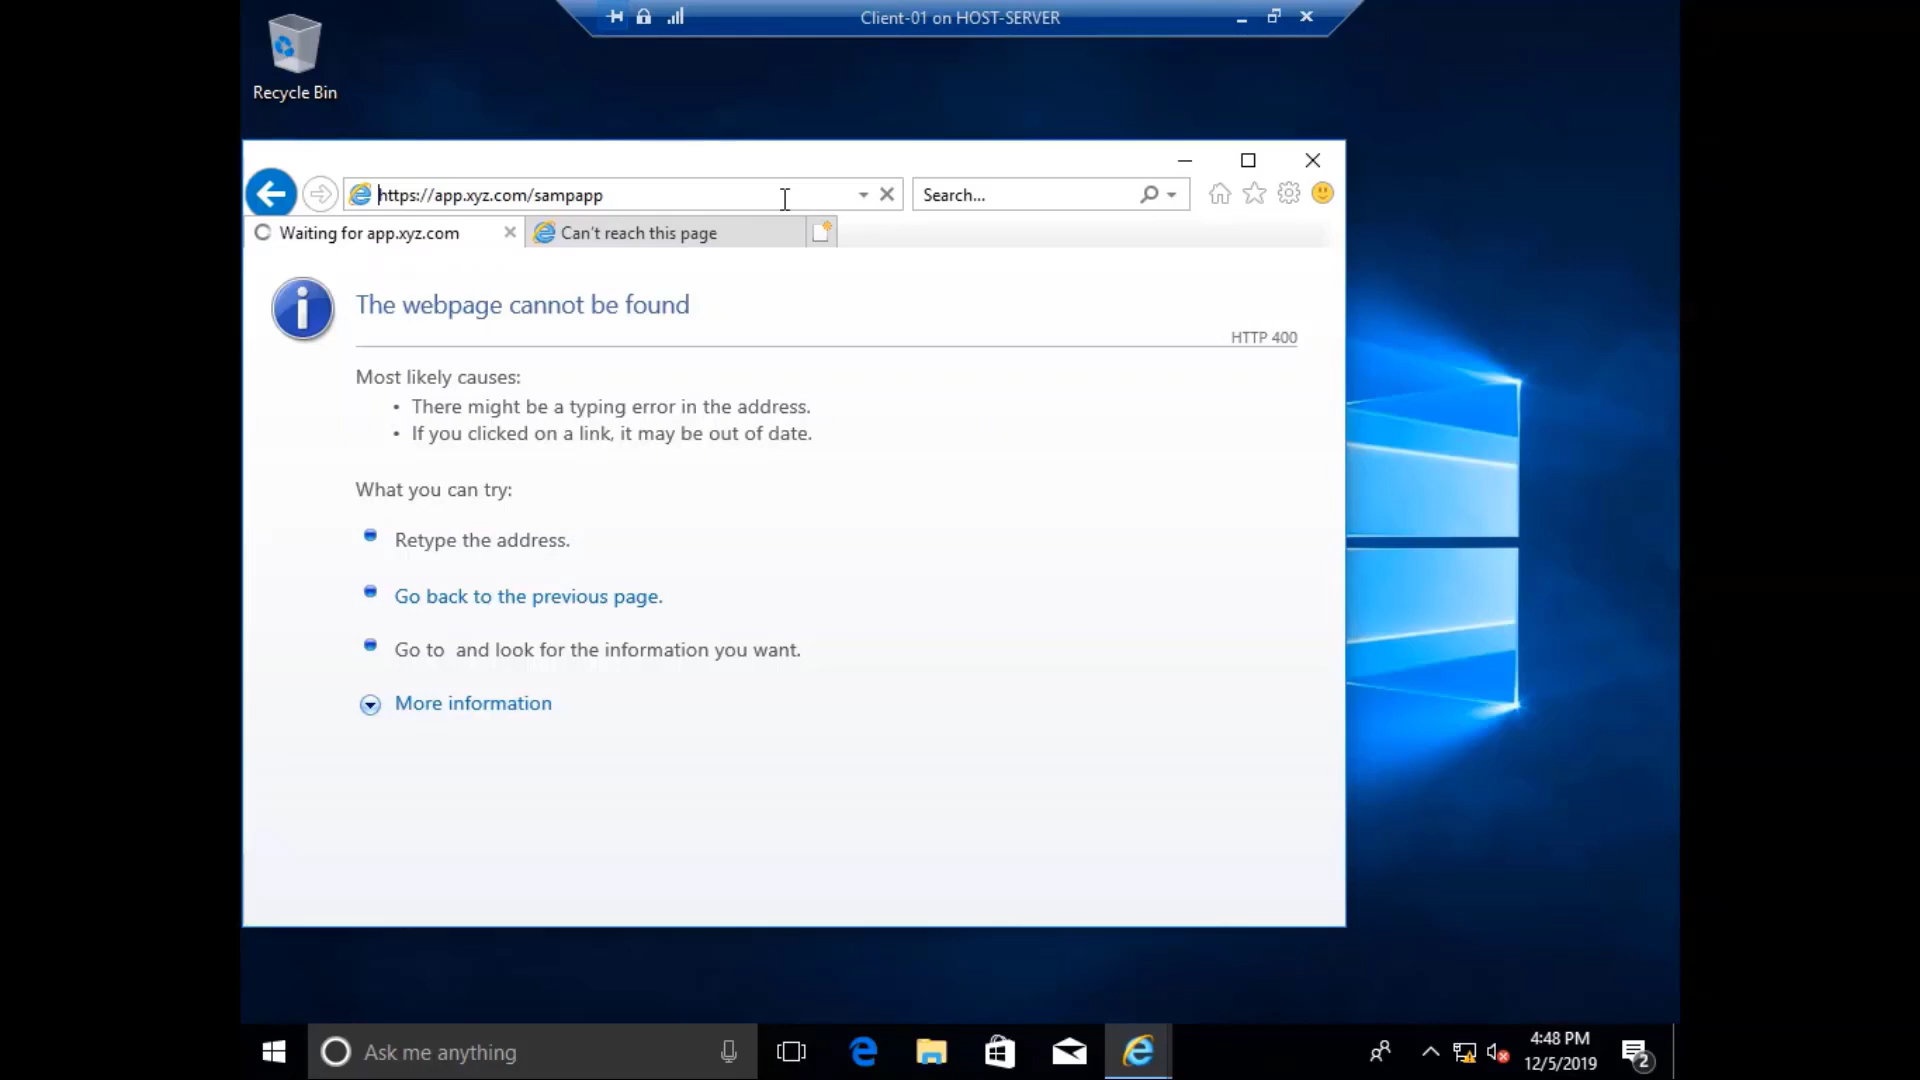 Client-01 on HOST-SERVER
Recycle Bin
https://app.xyz.com/sampapp
Search...
Waiting for app.xyz.com
Can't reach this page
The webpage cannot be found
HTTP 400
Most likely causes:
• There might be a typing error in the address.
• If you clicked on a link, it may be out of date.
What you can try:
Retype the address.
Go back to the previous page.
Go to  and look for the information you want.
More information
Ask me anything
4:48 PM
12/5/2019
2